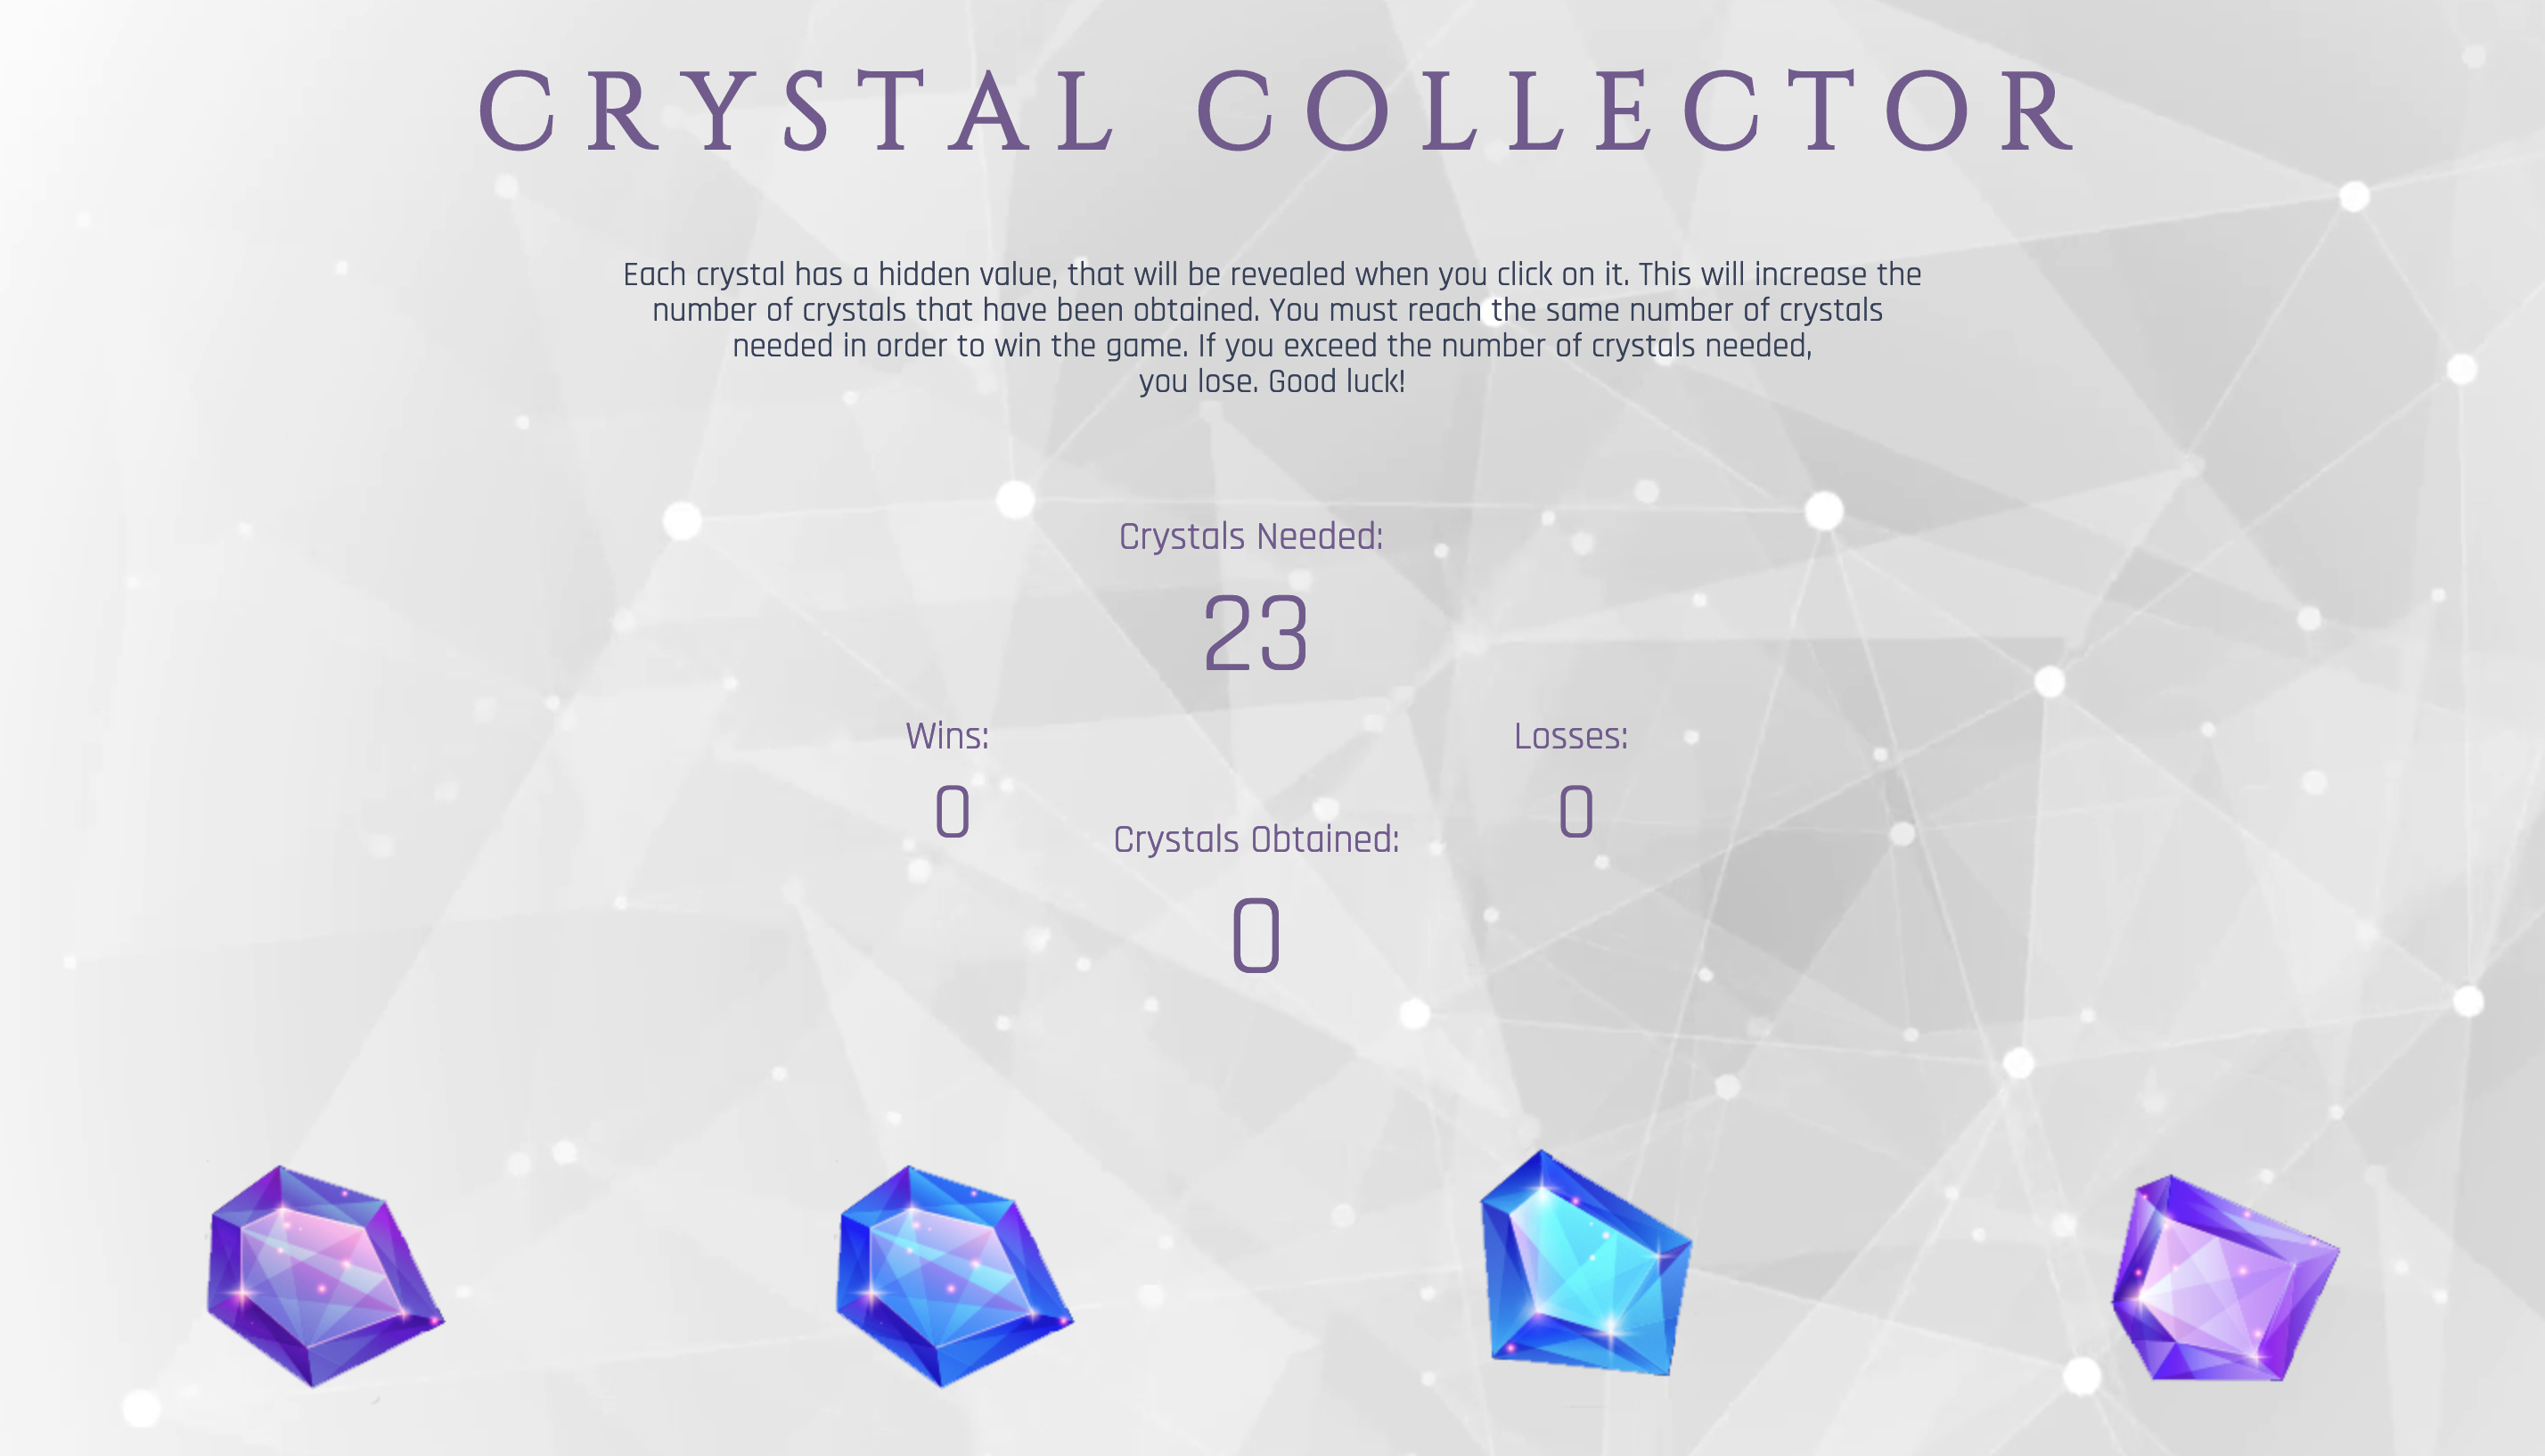 CRYSTAL COLLECTOR
Each crystal has a hidden value, that will be revealed when you click on it. This will increase the
number of crystals that have been obtained. You must reach the same number of crystals
needed in order to win the game. If you exceed the number of crystals needed,
you lose. Good luck!
Crystals Needed:
23
Wins:
0
Losses:
0
Crystals Obtained:
0